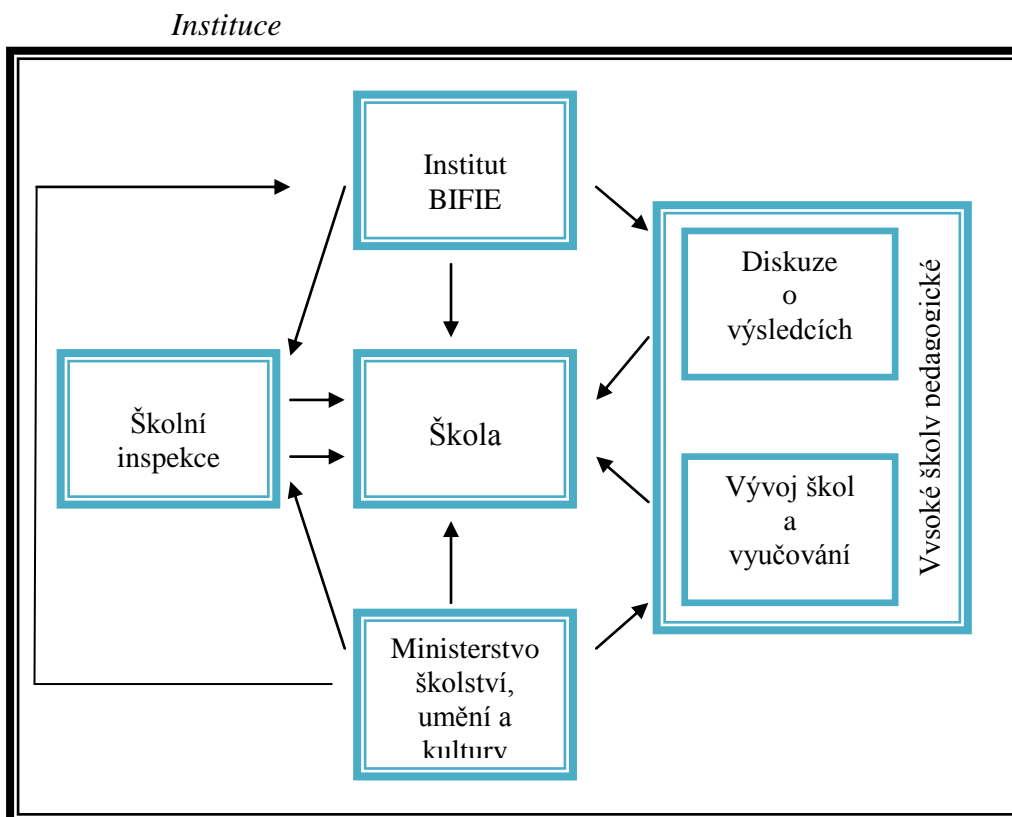 Instituce
Institut
BIFIE
Diskuze
o
výsledcích
Vysoké školy pedagogické
Školní
inspekce
Škola
Vývoj škol
a
vyučování
Ministerstvo
školství,
umění a
kultury